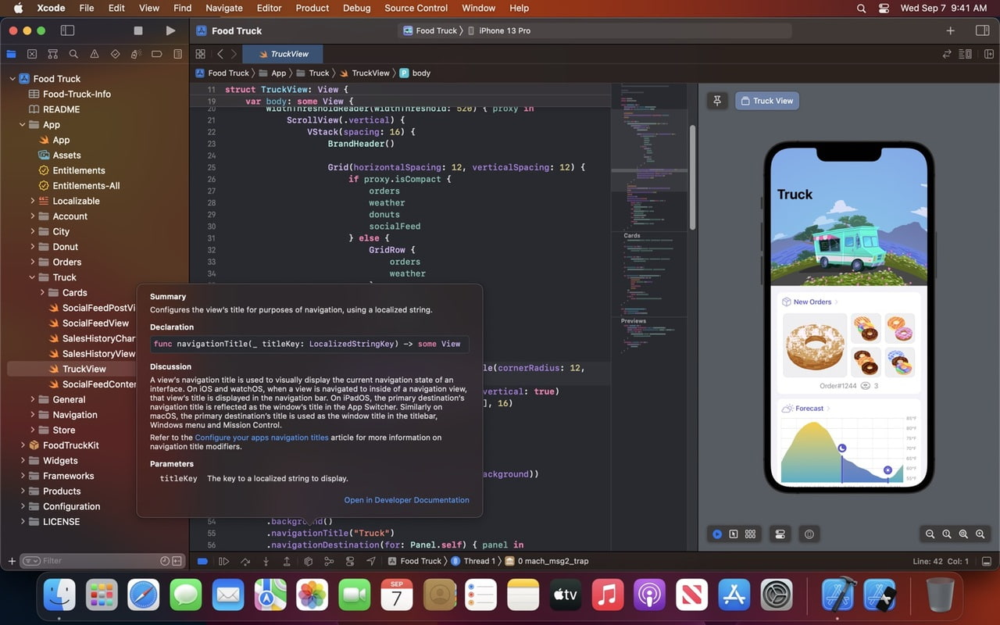 Xcode File Edit View Find Navigate Editor Product Debug Source Control Window Help Wed Sep 7 9:41 AM
Food Truck
Food Truck iPhone 13 Pro
TruckView
Food Truck App Truck TruckView P body
Food Truck
Food-Truck-Info
README
App
App
Assets
Entitlements
Entitlements-All
Localizable
Account
City
Donut
Orders
Truck
Cards
SocialFeedPostVi
SocialFeedView
SalesHistoryChar
SalesHistoryView
TruckView
SocialFeedConter
General
Navigation
Store
FoodTruckKit
Widgets
Frameworks
Products
Configuration
LICENSE
Filter
11 struct TruckView: View {
19 var body: some View {
20 WidthThresholdReader(widthThreshold: 520) { proxy in
21 ScrollView(.vertical) {
22 VStack(spacing: 16) {
23 BrandHeader()
24
25 Grid(horizontalSpacing: 12, verticalSpacing: 12) {
26 if proxy.isCompact {
27 orders
28 weather
29 donuts
30 socialFeed
31 } else {
32 GridRow {
33 orders
34 weather
le(cornerRadius: 12,
vertical: true)
], 16)
ackground))
54 .background()
55 .navigationTitle("Truck")
56 .navigationDestination(for: Panel.self) { panel in
Summary
Configures the view's title for purposes of navigation, using a localized string.
Declaration
func navigationTitle(_ titleKey: LocalizedStringKey) -> some View
Discussion
A view's navigation title is used to visually display the current navigation state of an
interface. On iOS and watchOS, when a view is navigated to inside of a navigation view,
that view's title is displayed in the navigation bar. On iPadOS, the primary destination's
navigation title is reflected as the window's title in the App Switcher. Similarly on
macOS, the primary destination's title is used as the window title in the titlebar,
Windows menu and Mission Control.
Refer to the Configure your apps navigation titles article for more information on
navigation title modifiers.
Parameters
titleKey The key to a localized string to display.
Open in Developer Documentation
Cards
Previews
Truck View
Truck
New Orders
Order#1244 3
Forecast
85°F
80°F
75°F
70°F
65°F
60°F
55°F
Food Truck Thread 1 0 mach_msg2_trap
Line: 42 Col: 1
SEP
7
tv